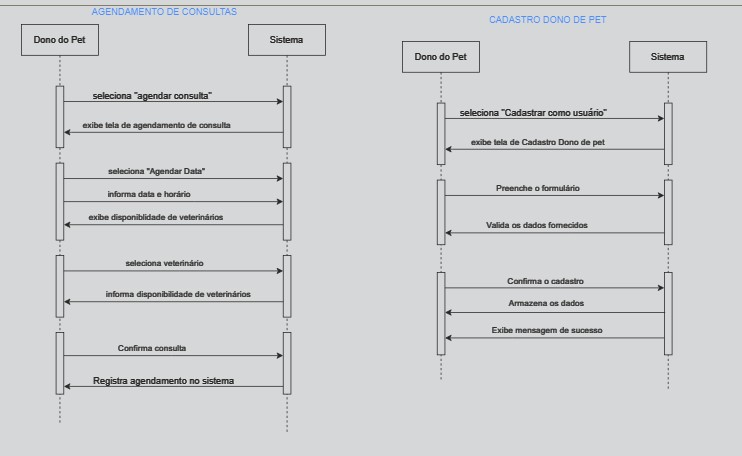 AGENDAMENTO DE CONSULTAS
Dono do Pet
Sistema
seleciona "agendar consulta"
exibe tela de agendamento de consulta
seleciona "Agendar Data"
informa data e horário
exibe disponiblidade de veterinários
seleciona veterinário
informa disponibilidade de veterinários
Confirma consulta
Registra agendamento no sistema
CADASTRO DONO DE PET
Dono do Pet
Sistema
seleciona "Cadastrar como usuário"
exibe tela de Cadastro Dono de pet
Preenche o formulário
Valida os dados fornecidos
Confirma o cadastro
Armazena os dados
Exibe mensagem de sucesso